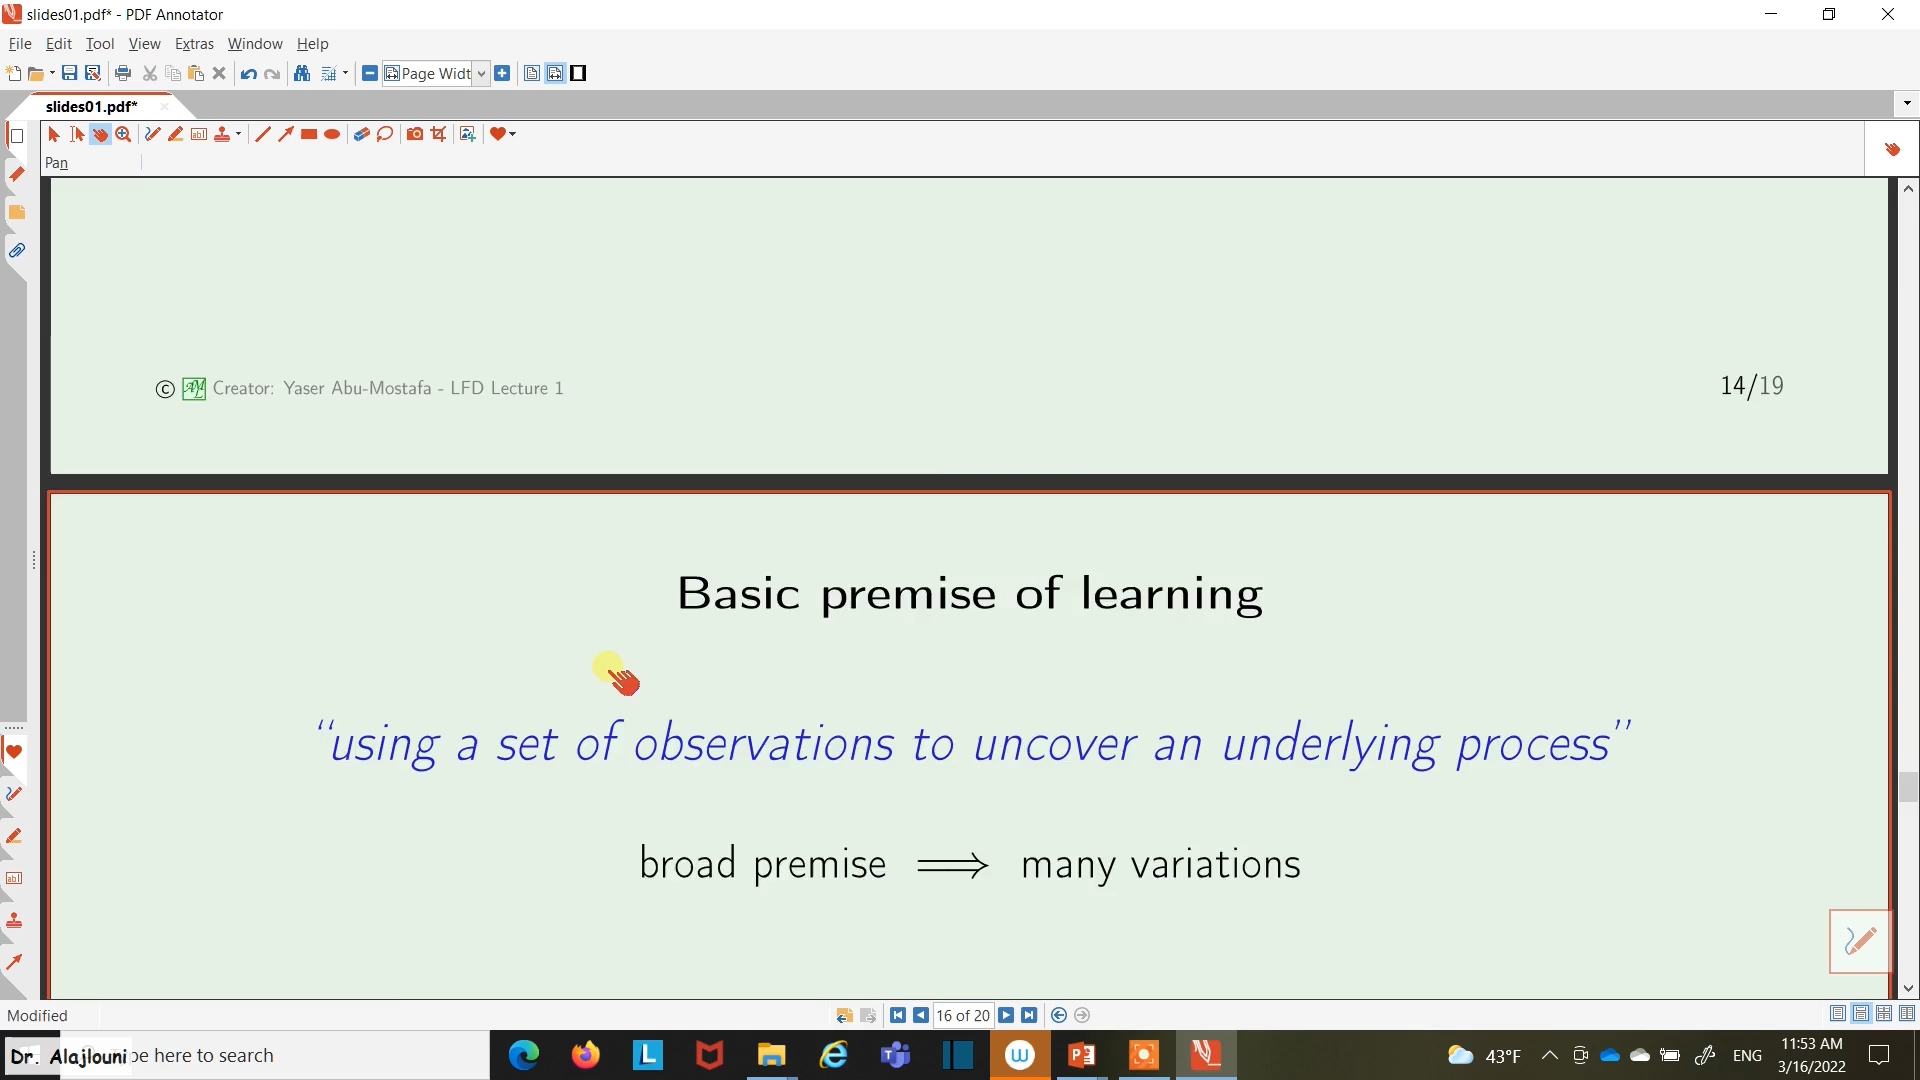 slides01.pdf* - PDF Annotator
File Edit Tool View Extras Window Help
Page Widt
slides01.pdf*
Pan
© Creator: Yaser Abu-Mostafa - LFD Lecture 1
14/19
Basic premise of learning
“using a set of observations to uncover an underlying process”
broad premise ⟹ many variations
Modified
16 of 20
Dr. Alajlouni
pe here to search
43°F
ENG
11:53 AM
3/16/2022